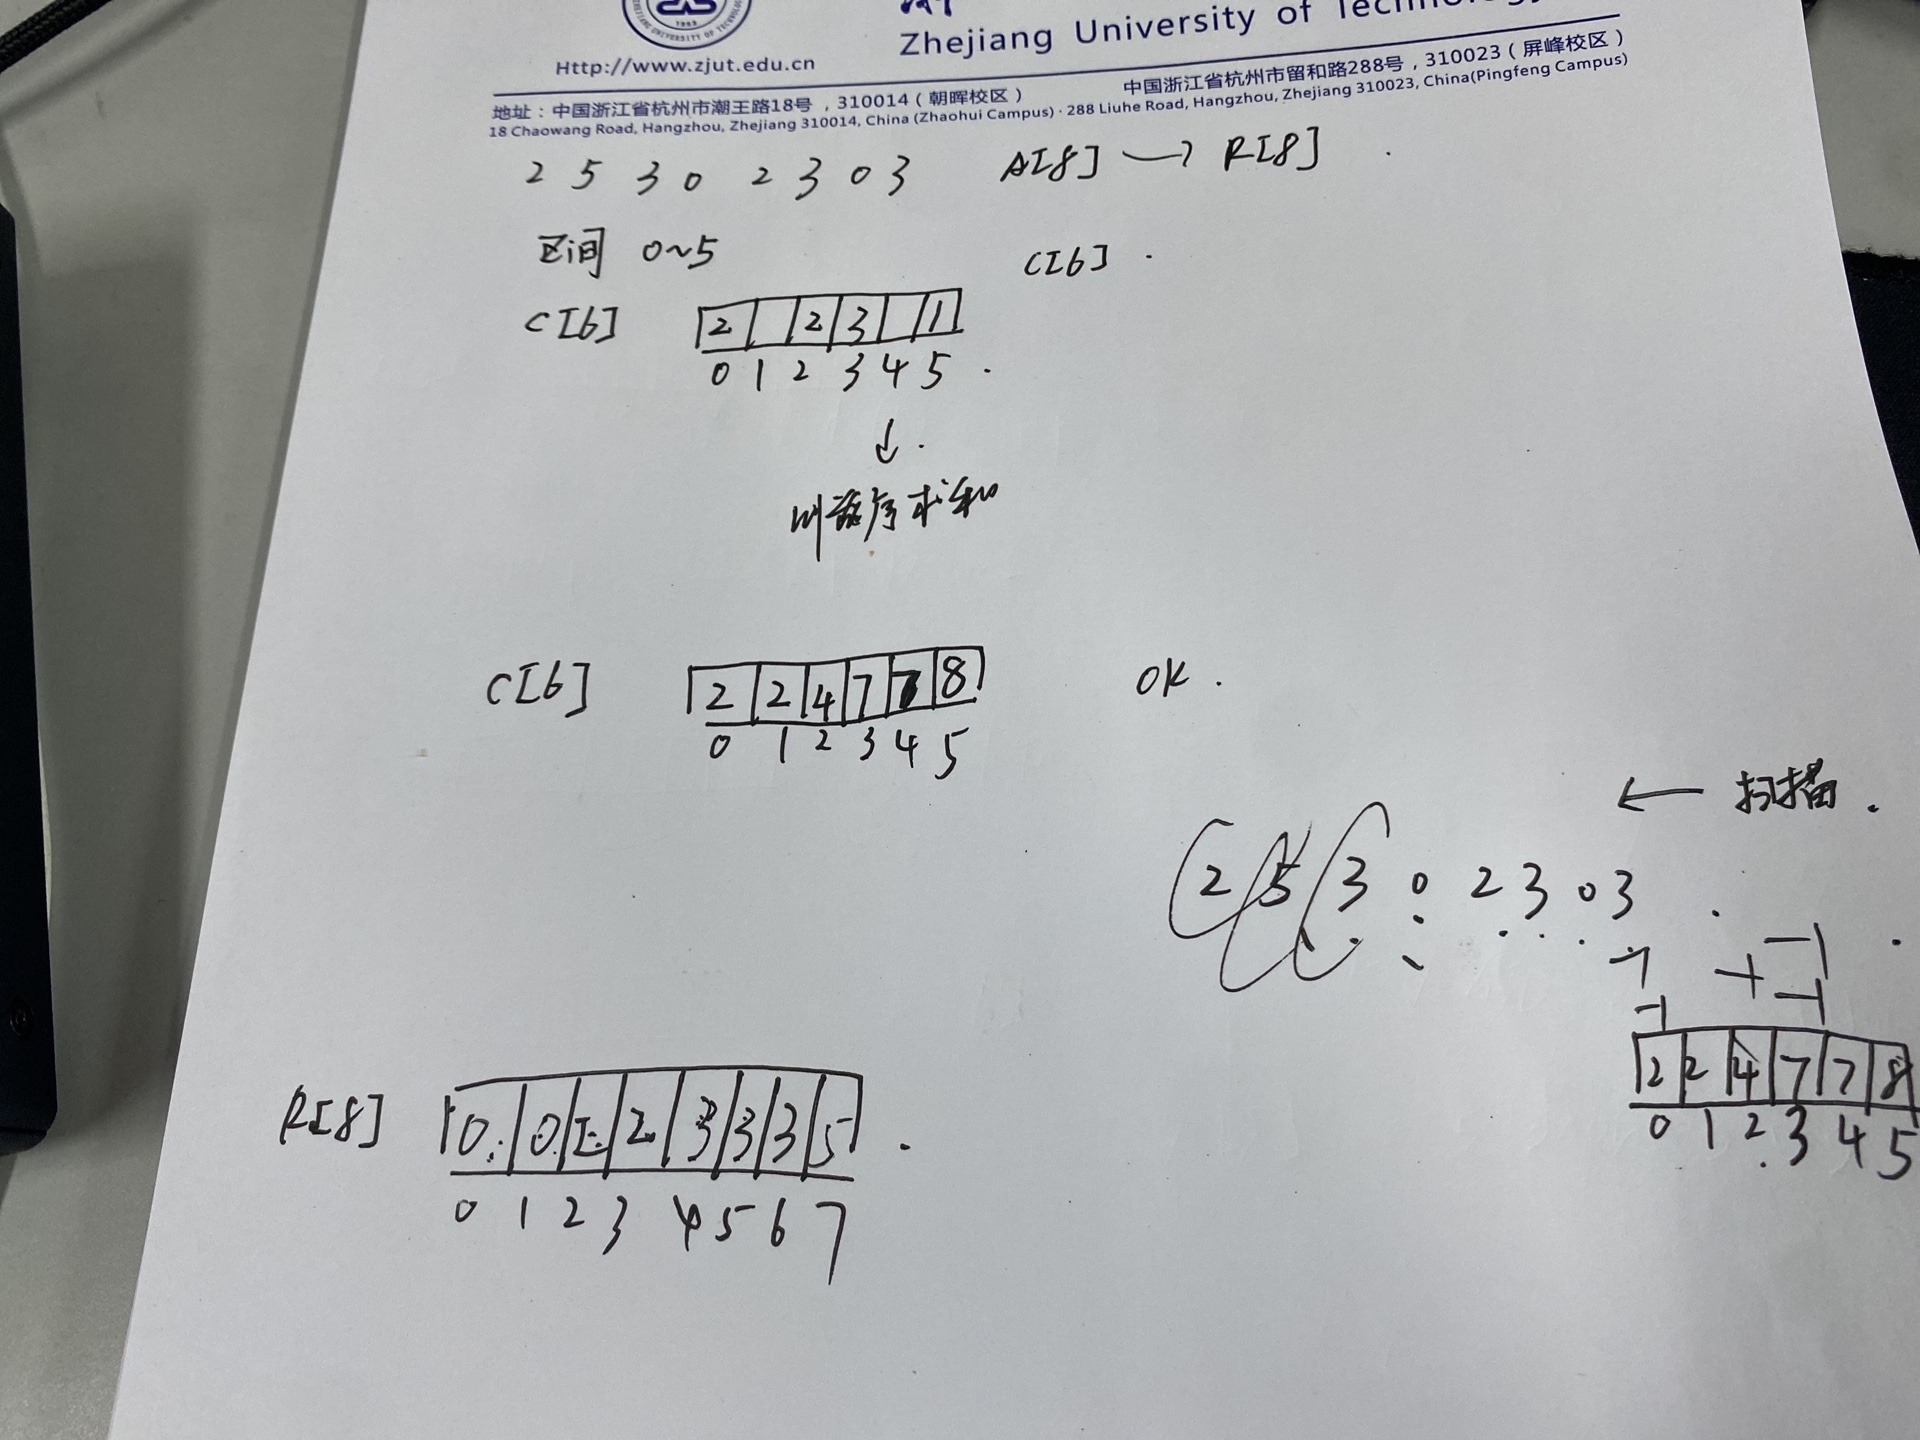 Zhejiang University of Technology
Http://www.zjut.edu.cn
地址：中国浙江省杭州市潮王路18号，310014（朝晖校区） 中国浙江省杭州市留和路288号，310023（屏峰校区）
18 Chaowang Road, Hangzhou, Zhejiang 310014, China (Zhaohui Campus) · 288 Liuhe Road, Hangzhou, Zhejiang 310023, China(Pingfeng Campus)
2 5 3 0 2 3 0 3 A[8] → R[8]
区间 0~5 C[6]
C[6] 2 2 3 1
0 1 2 3 4 5
↓
顺序求和
C[6] 2 2 4 7 7 8 OK
0 1 2 3 4 5
← 扫描
2 5 3 0 2 3 0 3
-1 -1
-1 -1
2 2 4 7 7 8
0 1 2 3 4 5
R[8] 0 0 2 2 3 3 3 5
0 1 2 3 4 5 6 7